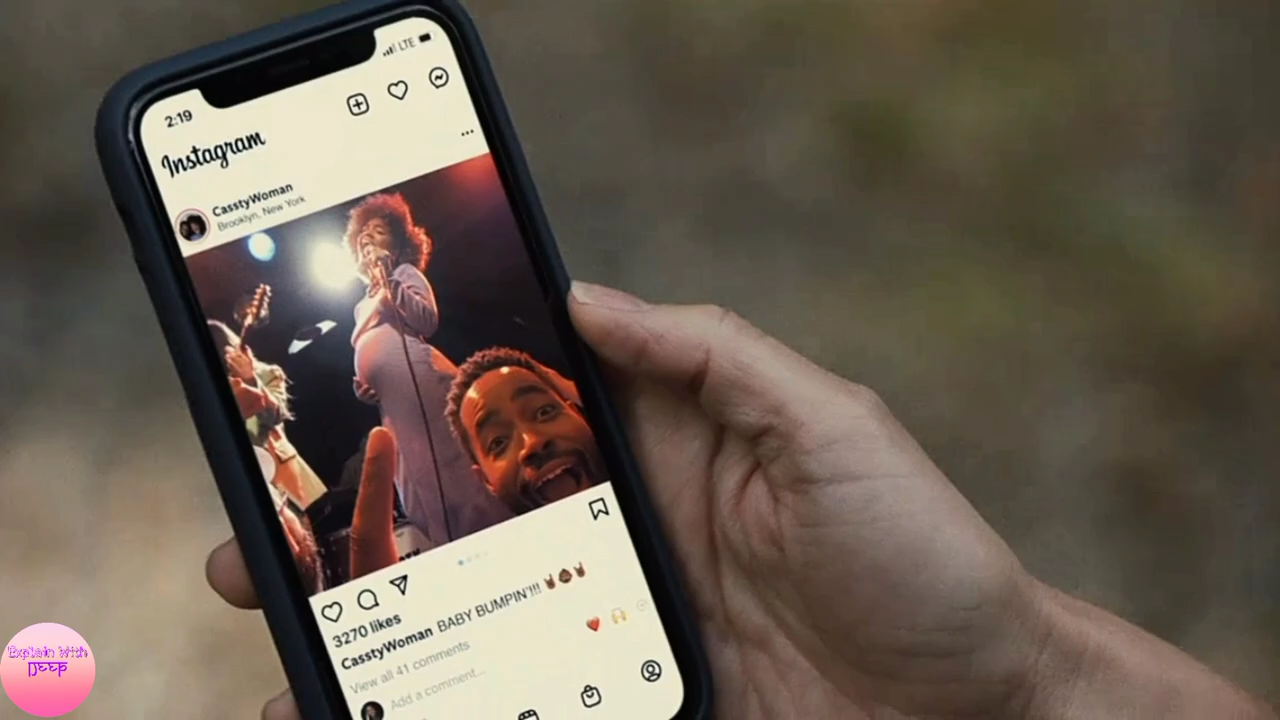 2:19
LTE
Instagram
CasstyWoman
Brooklyn, New York
3270 likes
CasstyWoman BABY BUMPIN'!!! 🤘🏾👩🏾🤘🏾
View all 41 comments
Add a comment...
Explain with
Deep